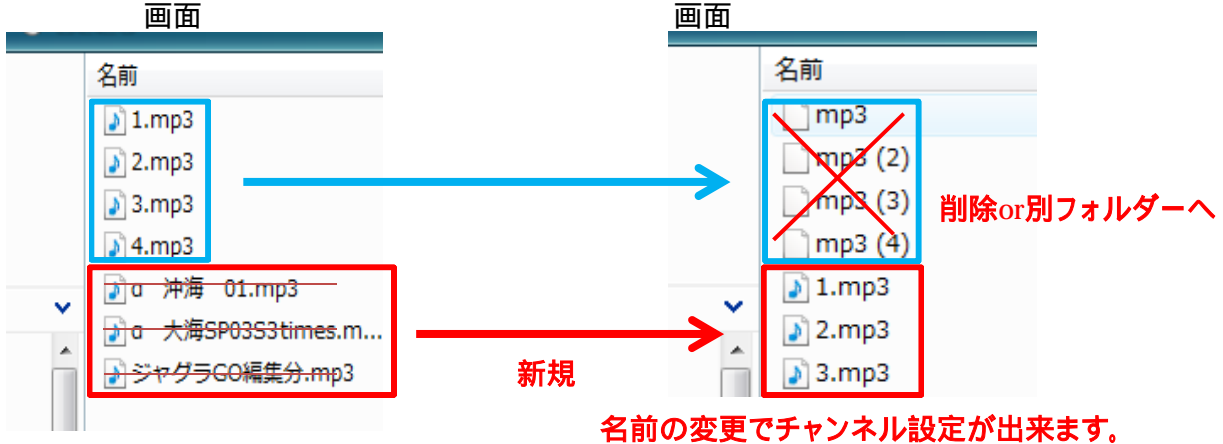 画面
名前
1.mp3
2.mp3
3.mp3
4.mp3
α 沖海 01.mp3
α 大海SP03S3times.m...
ジャグラGO編集分.mp3
新規
画面
名前
mp3
mp3 (2)
mp3 (3)
mp3 (4)
削除or別フォルダーへ
1.mp3
2.mp3
3.mp3
名前の変更でチャンネル設定が出来ます。